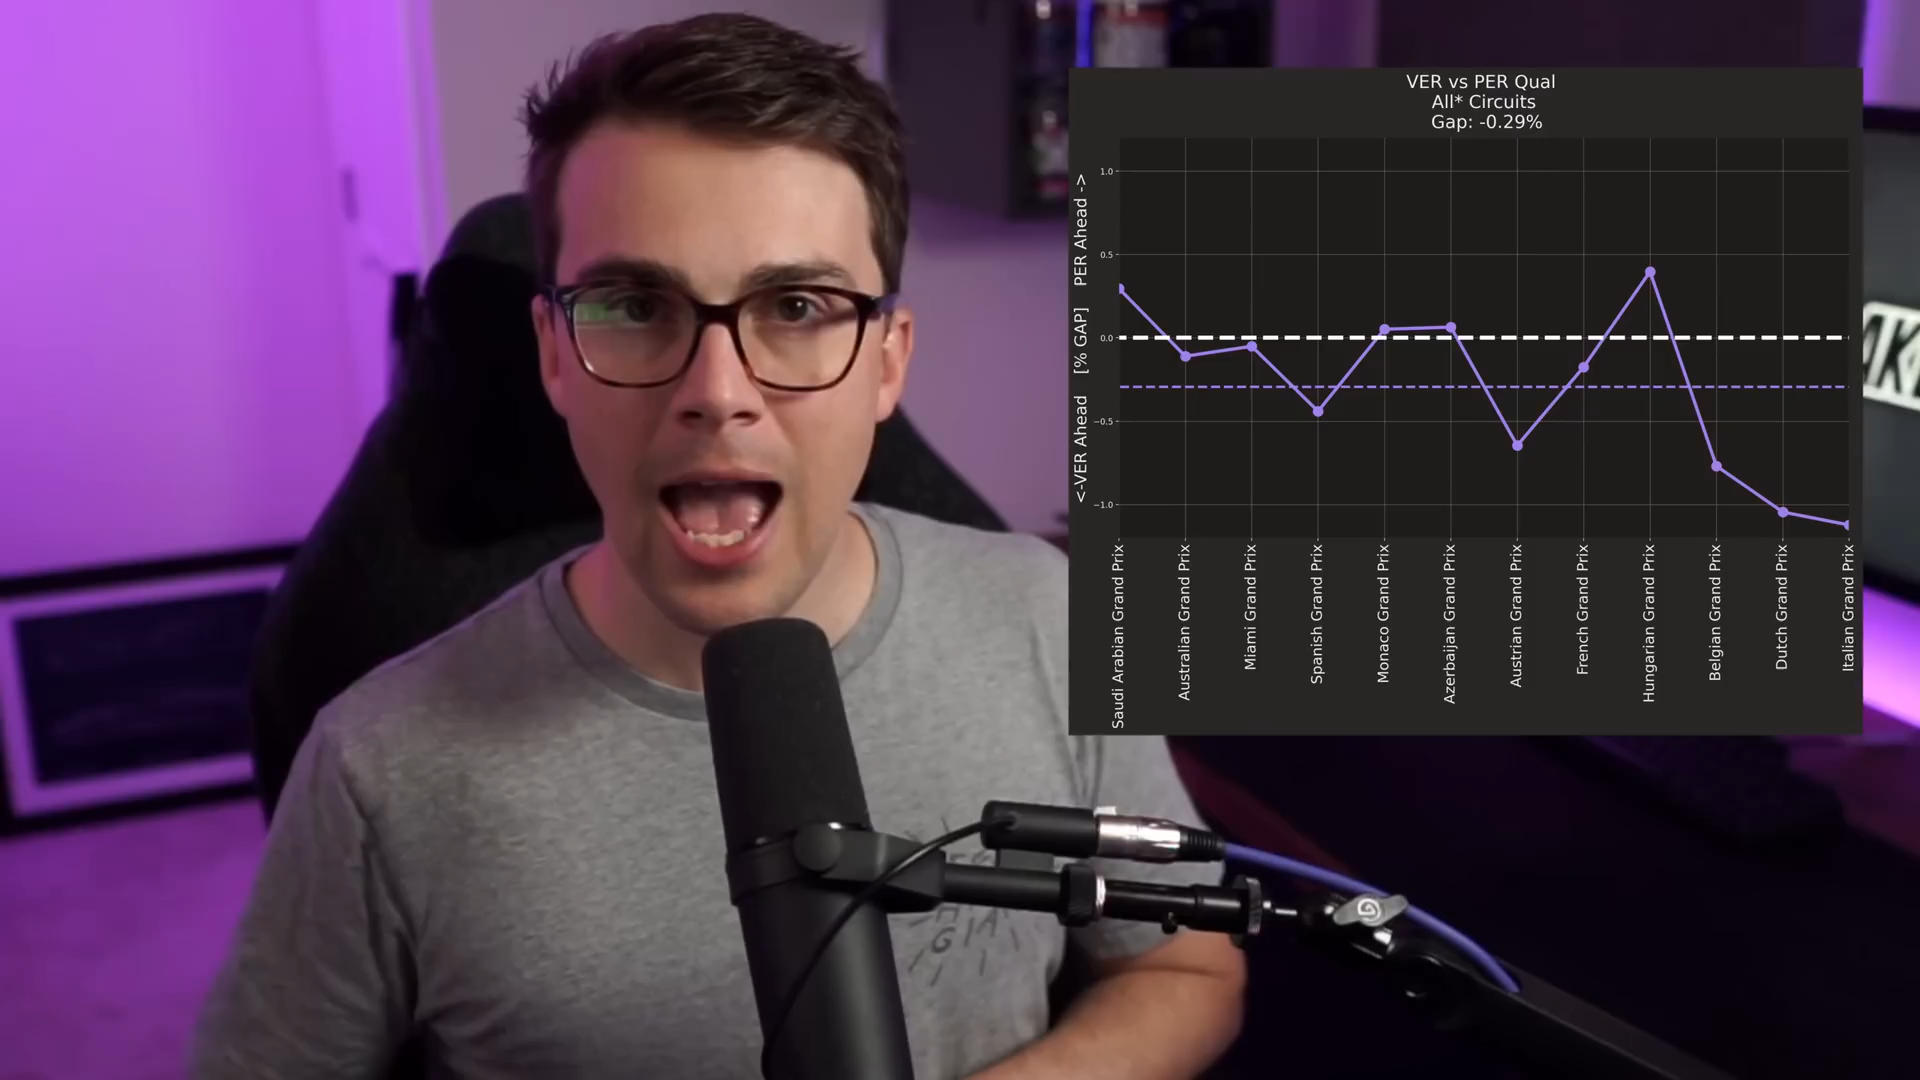 VER vs PER Qual
All* Circuits
Gap: -0.29%
<-VER Ahead    [% GAP]    PER Ahead ->
1.0
0.5
0.0
−0.5
−1.0
Saudi Arabian Grand Prix
Australian Grand Prix
Miami Grand Prix
Spanish Grand Prix
Monaco Grand Prix
Azerbaijan Grand Prix
Austrian Grand Prix
French Grand Prix
Hungarian Grand Prix
Belgian Grand Prix
Dutch Grand Prix
Italian Grand Prix